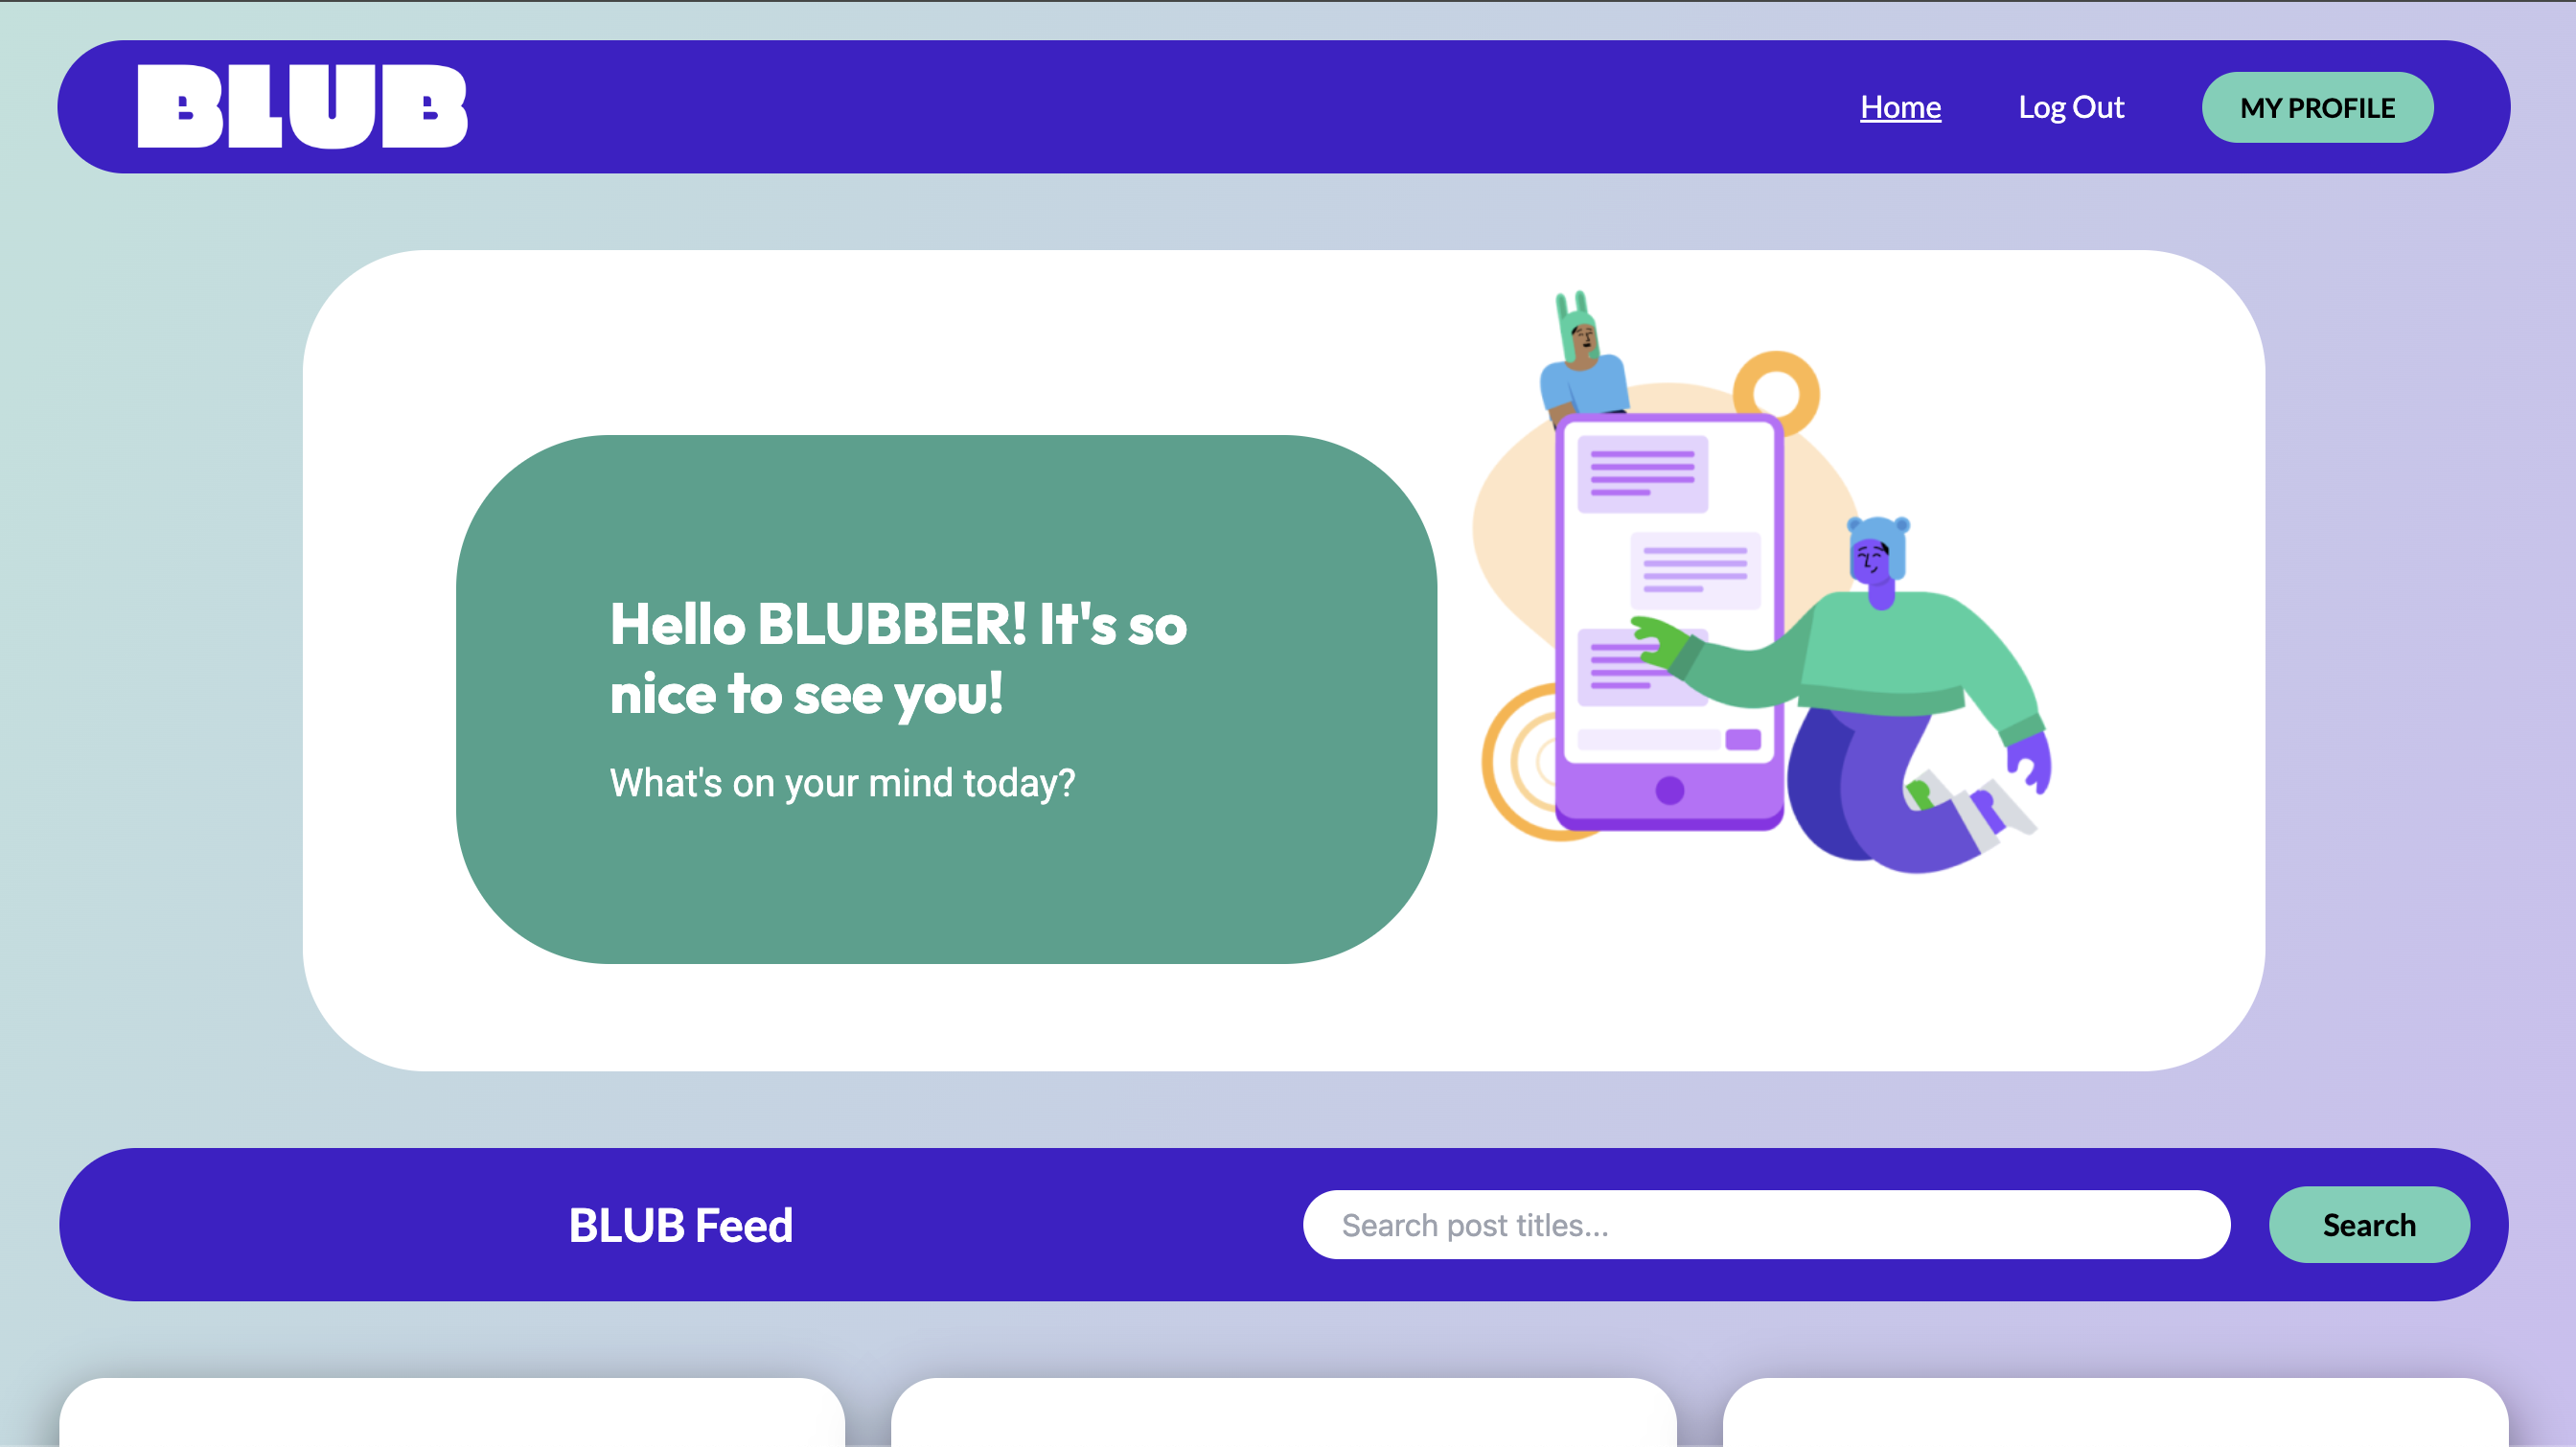 BLUB
Home
Log Out
MY PROFILE
Hello BLUBBER! It's so
nice to see you!
What's on your mind today?
BLUB Feed
Search post titles...
Search